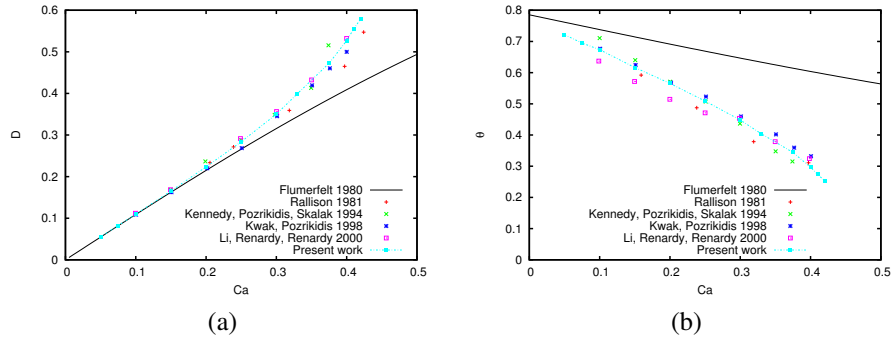 0.6
0.5
0.4
0.3
0.2
0.1
0
D
Flumerfelt 1980
Rallison 1981
Kennedy, Pozrikidis, Skalak 1994
Kwak, Pozrikidis 1998
Li, Renardy, Renardy 2000
Present work
0 0.1 0.2 0.3 0.4 0.5
Ca
(a)
0.8
0.7
0.6
0.5
0.4
0.3
0.2
0.1
0
θ
Flumerfelt 1980
Rallison 1981
Kennedy, Pozrikidis, Skalak 1994
Kwak, Pozrikidis 1998
Li, Renardy, Renardy 2000
Present work
0 0.1 0.2 0.3 0.4 0.5
Ca
(b)